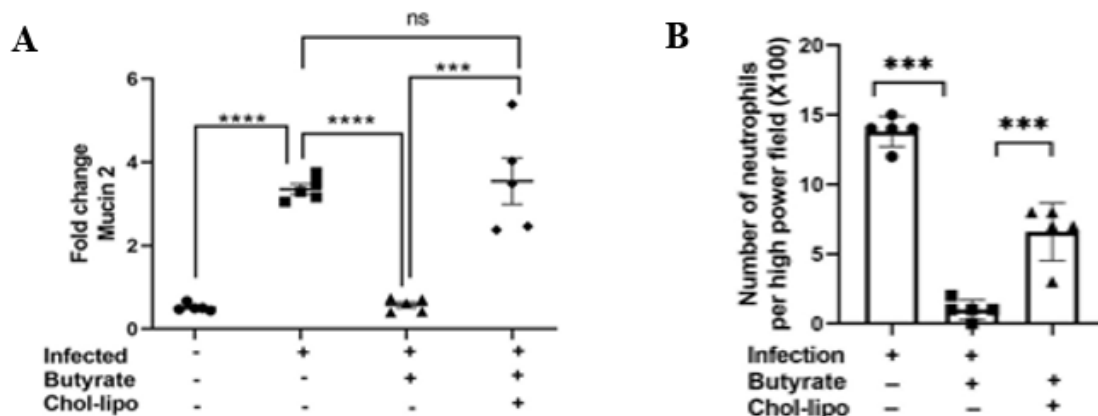 A
ns
****
****
***
Fold change
Mucin 2
6
4
2
0
Infected - + + +
Butyrate - - + +
Chol-lipo - - - +
B
***
***
Number of neutrophils
per high power field (X100)
20
15
10
5
0
Infection + +
Butyrate – + +
Chol-lipo – – +